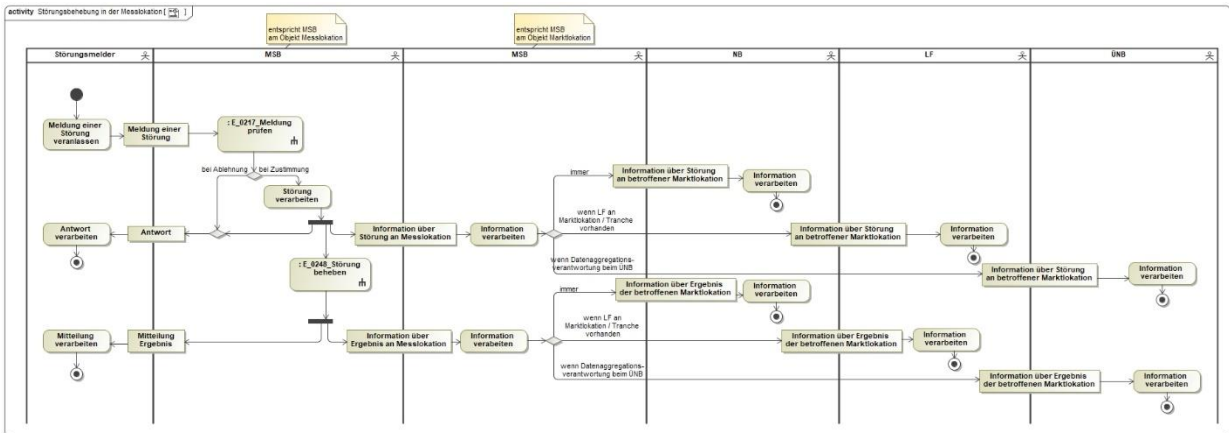 activity Störungsbehebung in der Messlokation [ ]
entspricht MSB
am Objekt Messlokation
entspricht MSB
am Objekt Marktlokation
Störungsmelder
MSB
MSB
NB
LF
ÜNB
Meldung einer
Störung
veranlassen
Meldung einer
Störung
: E_0217_Meldung
prüfen
bei Ablehnung
bei Zustimmung
Störung
verarbeiten
immer
Information über Störung
an betroffener Marktlokation
Information
verarbeiten
Antwort
verarbeiten
Antwort
Information über
Störung an Messlokation
Information
verarbeiten
wenn LF an
Marktlokation / Tranche
vorhanden
Information über Störung
an betroffener Marktlokation
Information
verarbeiten
wenn Datenaggregations-
verantwortung beim ÜNB
Information über Störung
an betroffener Marktlokation
Information
verarbeiten
: E_0248_Störung
beheben
immer
Information über Ergebnis
der betroffenen Marktlokation
Information
verarbeiten
Mitteilung
verarbeiten
Mitteilung
Ergebnis
Information über
Ergebnis an Messlokation
Information
verabeiten
wenn LF an
Marktlokation / Tranche
vorhanden
Information über Ergebnis
der betroffenen Marktlokation
Information
verarbeiten
wenn Datenaggregations-
verantwortung beim ÜNB
Information über Ergebnis
der betroffenen Marktlokation
Information
verarbeiten